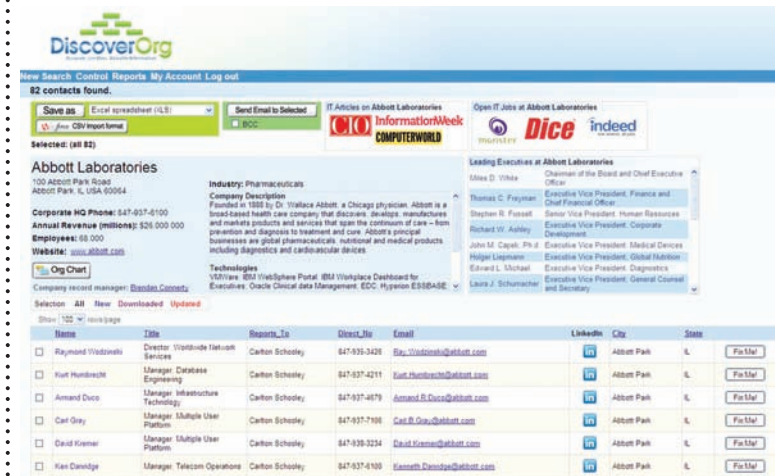 DiscoverOrg
New Search Control Reports My Account Log out
82 contacts found.
Save as Excel spreadsheet (XLS)
CSV Import format
Send Email to Selected
BCC
IT Articles on Abbott Laboratories
CIO InformationWeek
COMPUTERWORLD
Open IT Jobs at Abbott Laboratories
monster Dice indeed
Selected: (all 82)
Abbott Laboratories
100 Abbott Park Road
Abbott Park, IL USA 60064
Corporate HQ Phone: 847-937-6100
Annual Revenue (millions): $26,000.000
Employees: 68,000
Website: www.abbott.com
Org Chart
Company record manager: Brendan Connerty
Industry: Pharmaceuticals
Company Description
Founded in 1888 by Dr. Wallace Abbott, a Chicago physician, Abbott is a
broad-based health care company that discovers, develops, manufactures
and markets products and services that span the continuum of care – from
prevention and diagnosis to treatment and cure. Abbott's principal
businesses are global pharmaceuticals, nutritional and medical products
including diagnostics and cardiovascular devices.
Technologies
VMWare, IBM WebSphere Portal, IBM Workplace Dashboard for
Executives, Oracle Clinical data Management, EDC, Hyperion ESSBASE,
Leading Executives at Abbott Laboratories
Miles D. White Chairman of the Board and Chief Executive
Officer
Thomas C. Freyman Executive Vice President, Finance and
Chief Financial Officer
Stephen R. Fussell Senior Vice President, Human Resources
Richard W. Ashley Executive Vice President, Corporate
Development
John M. Capek, Ph.d Executive Vice President, Medical Devices
Holger Liepmann Executive Vice President, Global Nutrition
Edward L. Michael Executive Vice President, Diagnostics
Laura J. Schumacher Executive Vice President, General Counsel
and Secretary
Selection All New Downloaded Updated
Show 100 rows/page
Name Title Reports_To Direct_No Email LinkedIn City State
Raymond Wodzinski Director, Worldwide Network Services Carlton Schooley 847-935-3426 Ray.Wodzinski@abbott.com in Abbott Park IL Fix Me!
Kurt Humbrecht Manager, Database Engineering Carlton Schooley 847-937-4211 Kurt.Humbrecht@abbott.com in Abbott Park IL Fix Me!
Armand Duco Manager, Infrastructure Technology Carlton Schooley 847-937-4679 Armand.R.Duco@abbott.com in Abbott Park IL Fix Me!
Carl Gray Manager, Multiple User Platform Carlton Schooley 847-937-7108 Carl.B.Gray@abbott.com in Abbott Park IL Fix Me!
David Kremer Manager, Multiple User Platform Carlton Schooley 847-938-3234 David.Kremer@abbott.com in Abbott Park IL Fix Me!
Ken Danridge Manager, Telecom Operations Carlton Schooley 847-937-6100 Kenneth.Danridge@abbott.com in Abbott Park IL Fix Me!